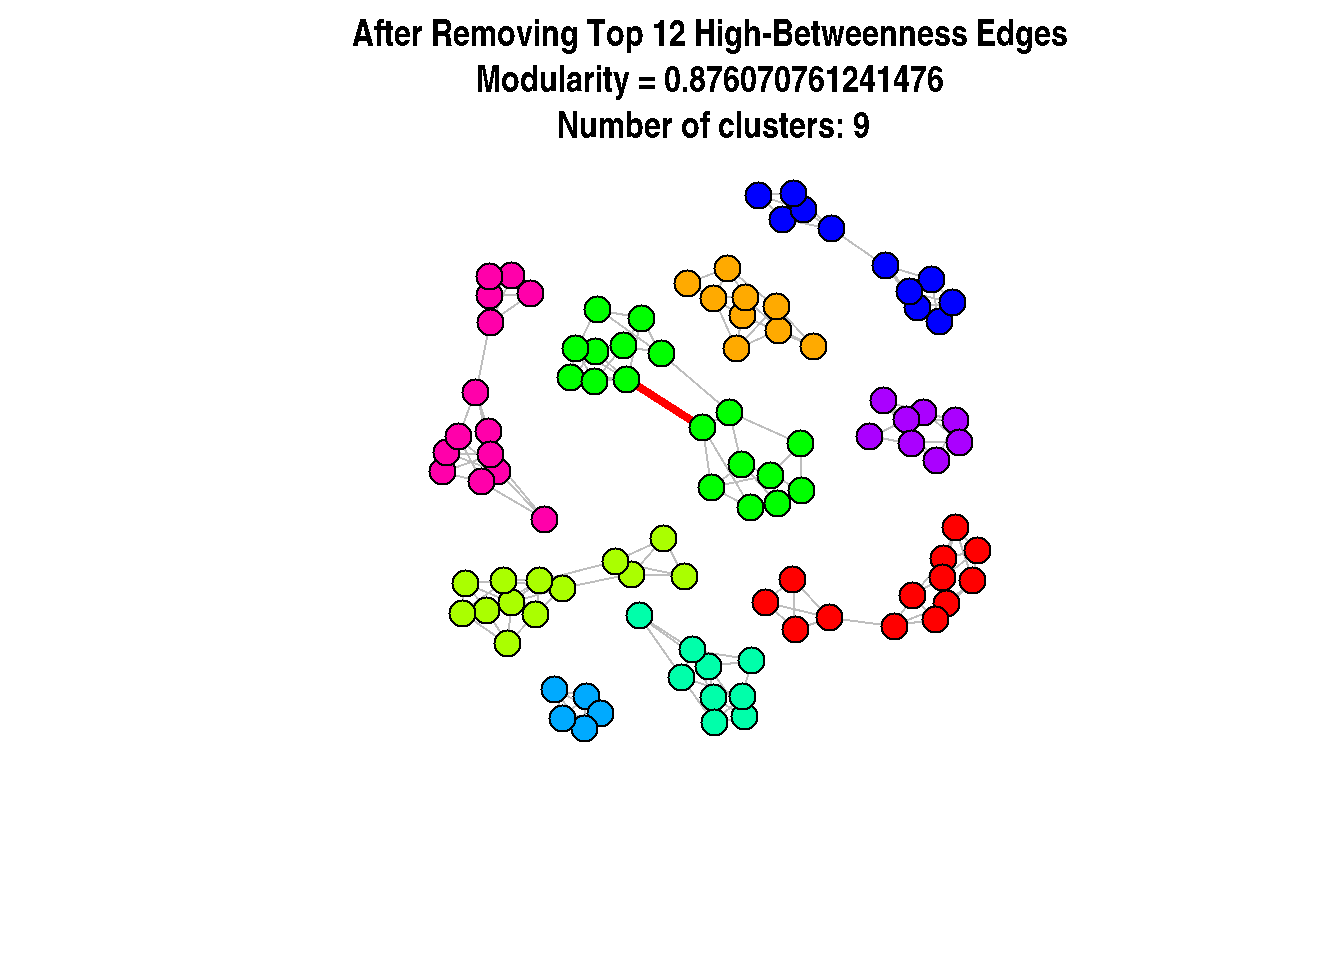 After Removing Top 12 High-Betweenness Edges
Modularity = 0.876070761241476
Number of clusters: 9